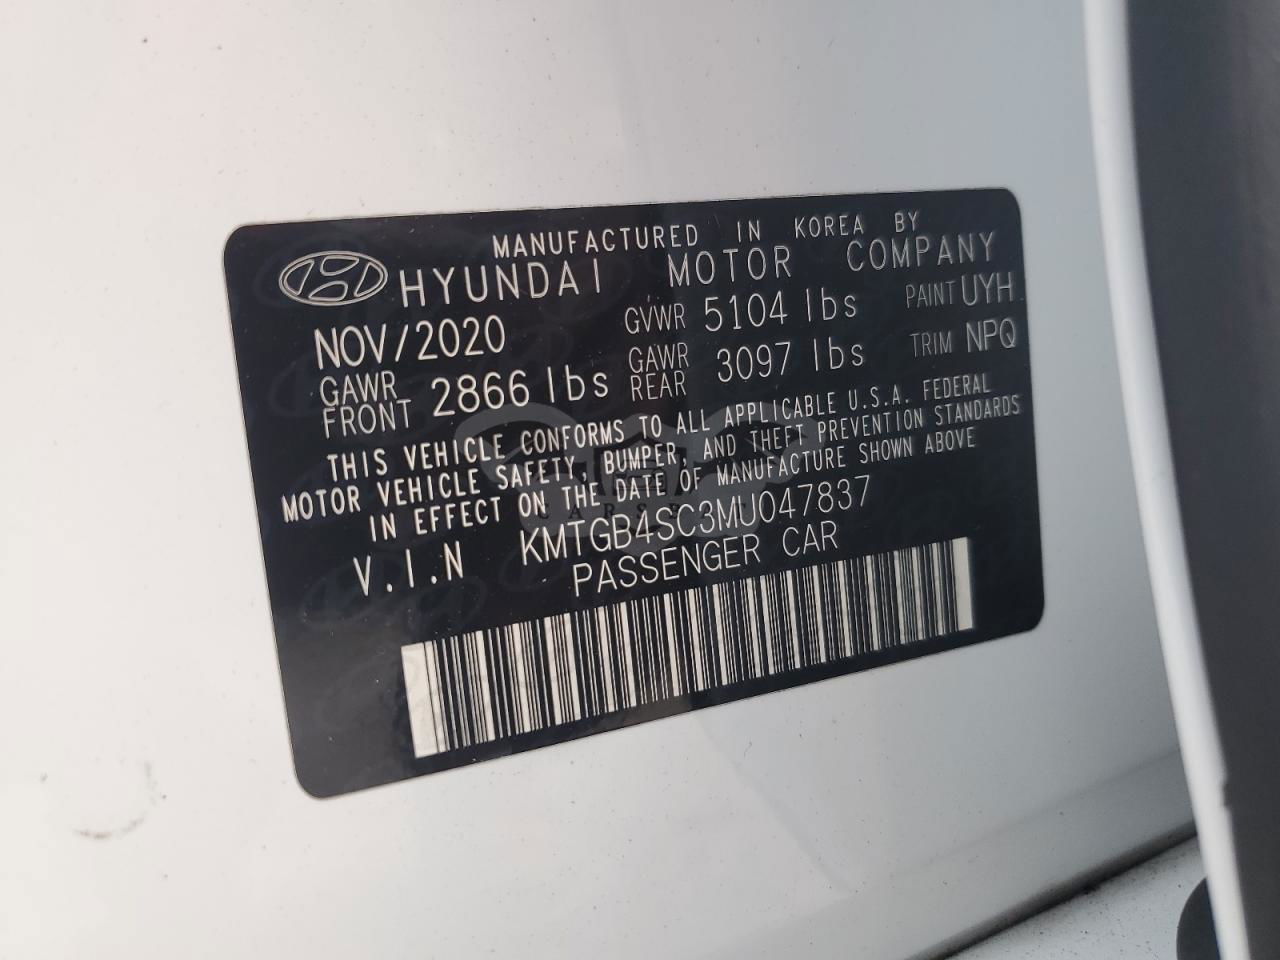 MANUFACTURED IN KOREA BY
HYUNDAI MOTOR COMPANY
NOV/2020 GVWR 5104 lbs PAINT UYH
GAWR FRONT 2866 lbs GAWR REAR 3097 lbs TRIM NPQ
THIS VEHICLE CONFORMS TO ALL APPLICABLE U.S.A. FEDERAL
MOTOR VEHICLE SAFETY, BUMPER, AND THEFT PREVENTION STANDARDS
IN EFFECT ON THE DATE OF MANUFACTURE SHOWN ABOVE
V.I.N KMTGB4SC3MU047837
PASSENGER CAR